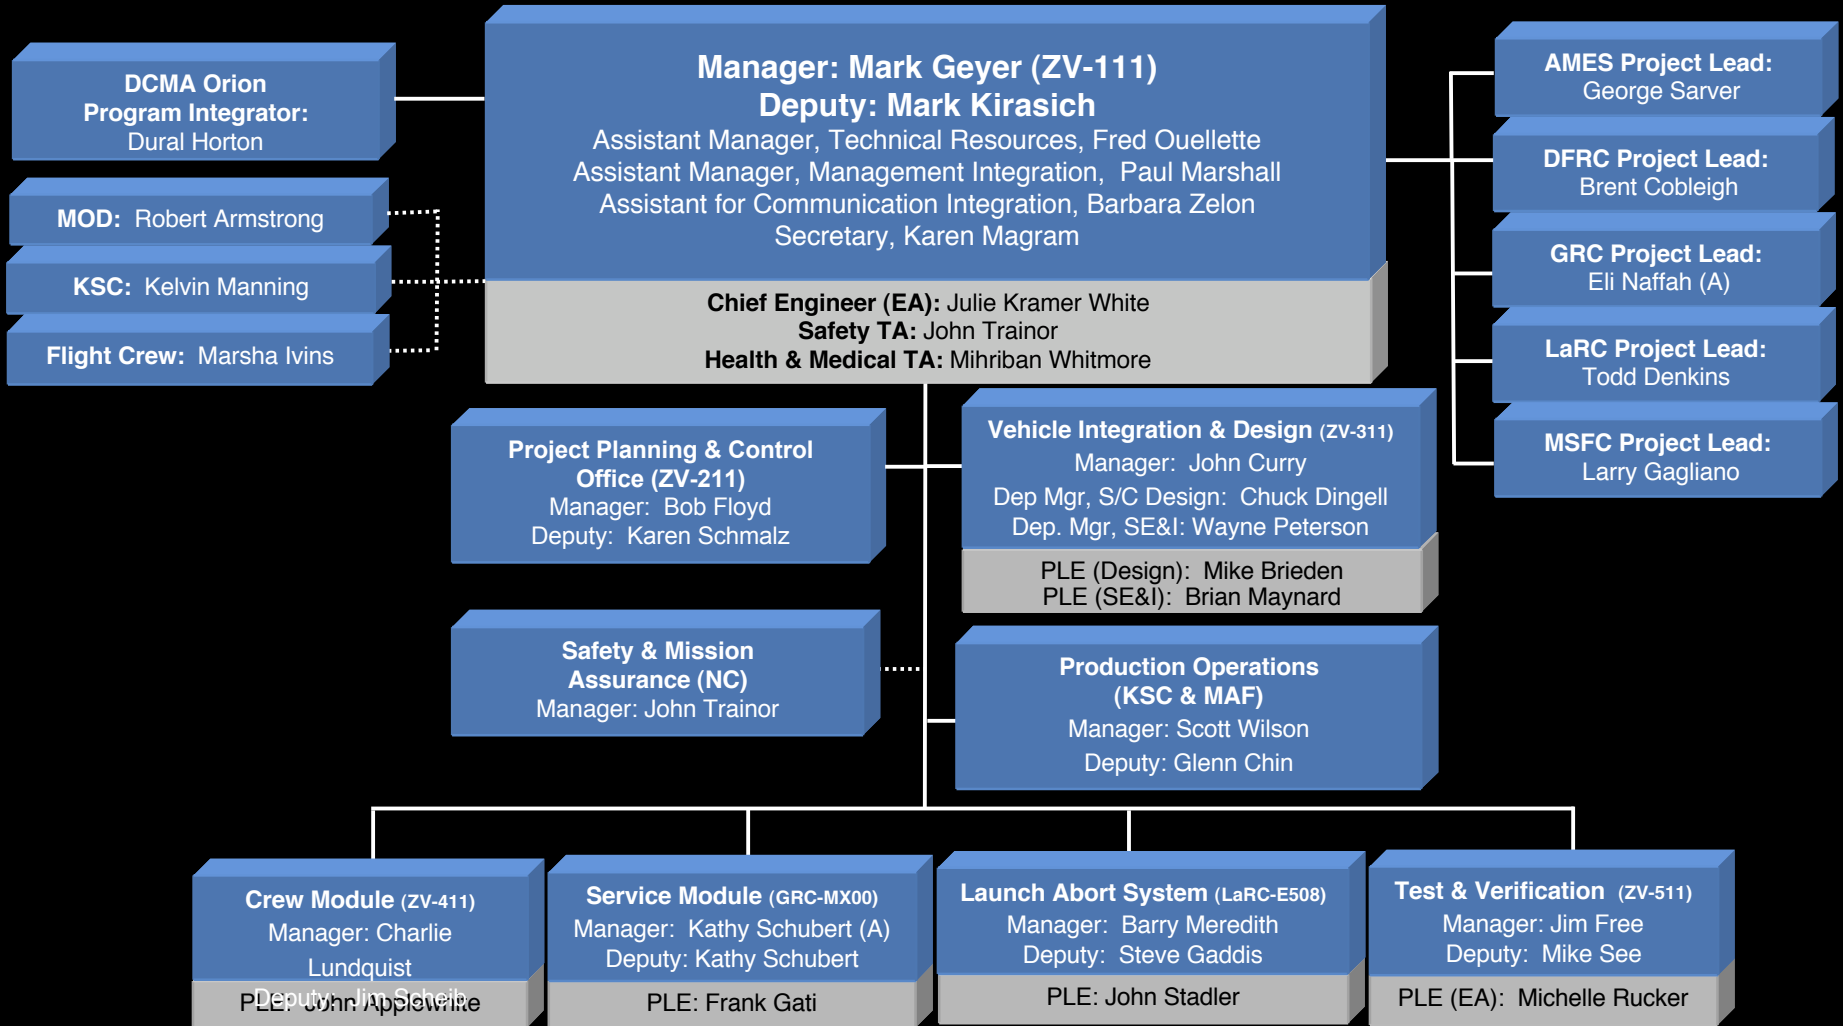 DCMA Orion
Program Integrator:
Dural Horton
MOD: Robert Armstrong
KSC: Kelvin Manning
Flight Crew: Marsha Ivins
Manager: Mark Geyer (ZV-111)
Deputy: Mark Kirasich
Assistant Manager, Technical Resources, Fred Ouellette
Assistant Manager, Management Integration, Paul Marshall
Assistant for Communication Integration, Barbara Zelon
Secretary, Karen Magram
Chief Engineer (EA): Julie Kramer White
Safety TA: John Trainor
Health & Medical TA: Mihriban Whitmore
AMES Project Lead:
George Sarver
DFRC Project Lead:
Brent Cobleigh
GRC Project Lead:
Eli Naffah (A)
LaRC Project Lead:
Todd Denkins
MSFC Project Lead:
Larry Gagliano
Project Planning & Control
Office (ZV-211)
Manager: Bob Floyd
Deputy: Karen Schmalz
Vehicle Integration & Design (ZV-311)
Manager: John Curry
Dep Mgr, S/C Design: Chuck Dingell
Dep. Mgr, SE&I: Wayne Peterson
PLE (Design): Mike Brieden
PLE (SE&I): Brian Maynard
Safety & Mission
Assurance (NC)
Manager: John Trainor
Production Operations
(KSC & MAF)
Manager: Scott Wilson
Deputy: Glenn Chin
Crew Module (ZV-411)
Manager: Charlie
Lundquist
Deputy: Jim Scheib
PLE: John Applewhite
Service Module (GRC-MX00)
Manager: Kathy Schubert (A)
Deputy: Kathy Schubert
PLE: Frank Gati
Launch Abort System (LaRC-E508)
Manager: Barry Meredith
Deputy: Steve Gaddis
PLE: John Stadler
Test & Verification (ZV-511)
Manager: Jim Free
Deputy: Mike See
PLE (EA): Michelle Rucker